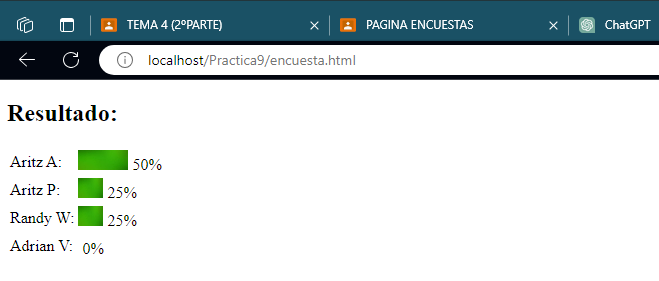 TEMA 4 (2ºPARTE) PAGINA ENCUESTAS ChatGPT
localhost/Practica9/encuesta.html
Resultado:
Aritz A: 50%
Aritz P: 25%
Randy W: 25%
Adrian V: 0%